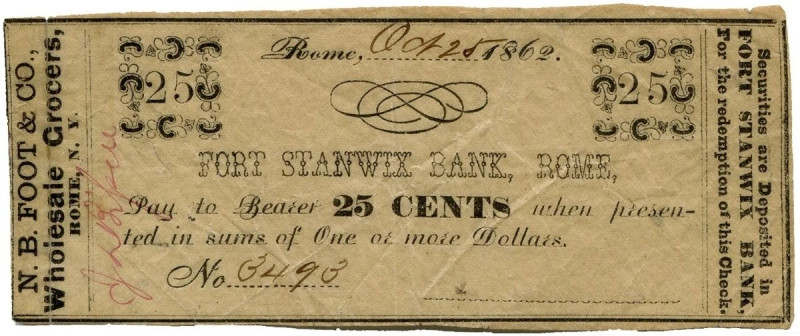 N. B. FOOT & CO.,
Wholesale Grocers,
ROME, N. Y.
25
Rome, Oct 25 1862.
25
FORT STANWIX BANK, ROME,
Pay to Bearer 25 CENTS when presen-
ted in sums of One or more Dollars.
No 3493
Securities are Deposited in
FORT STANWIX BANK,
For the redemption of this Check.